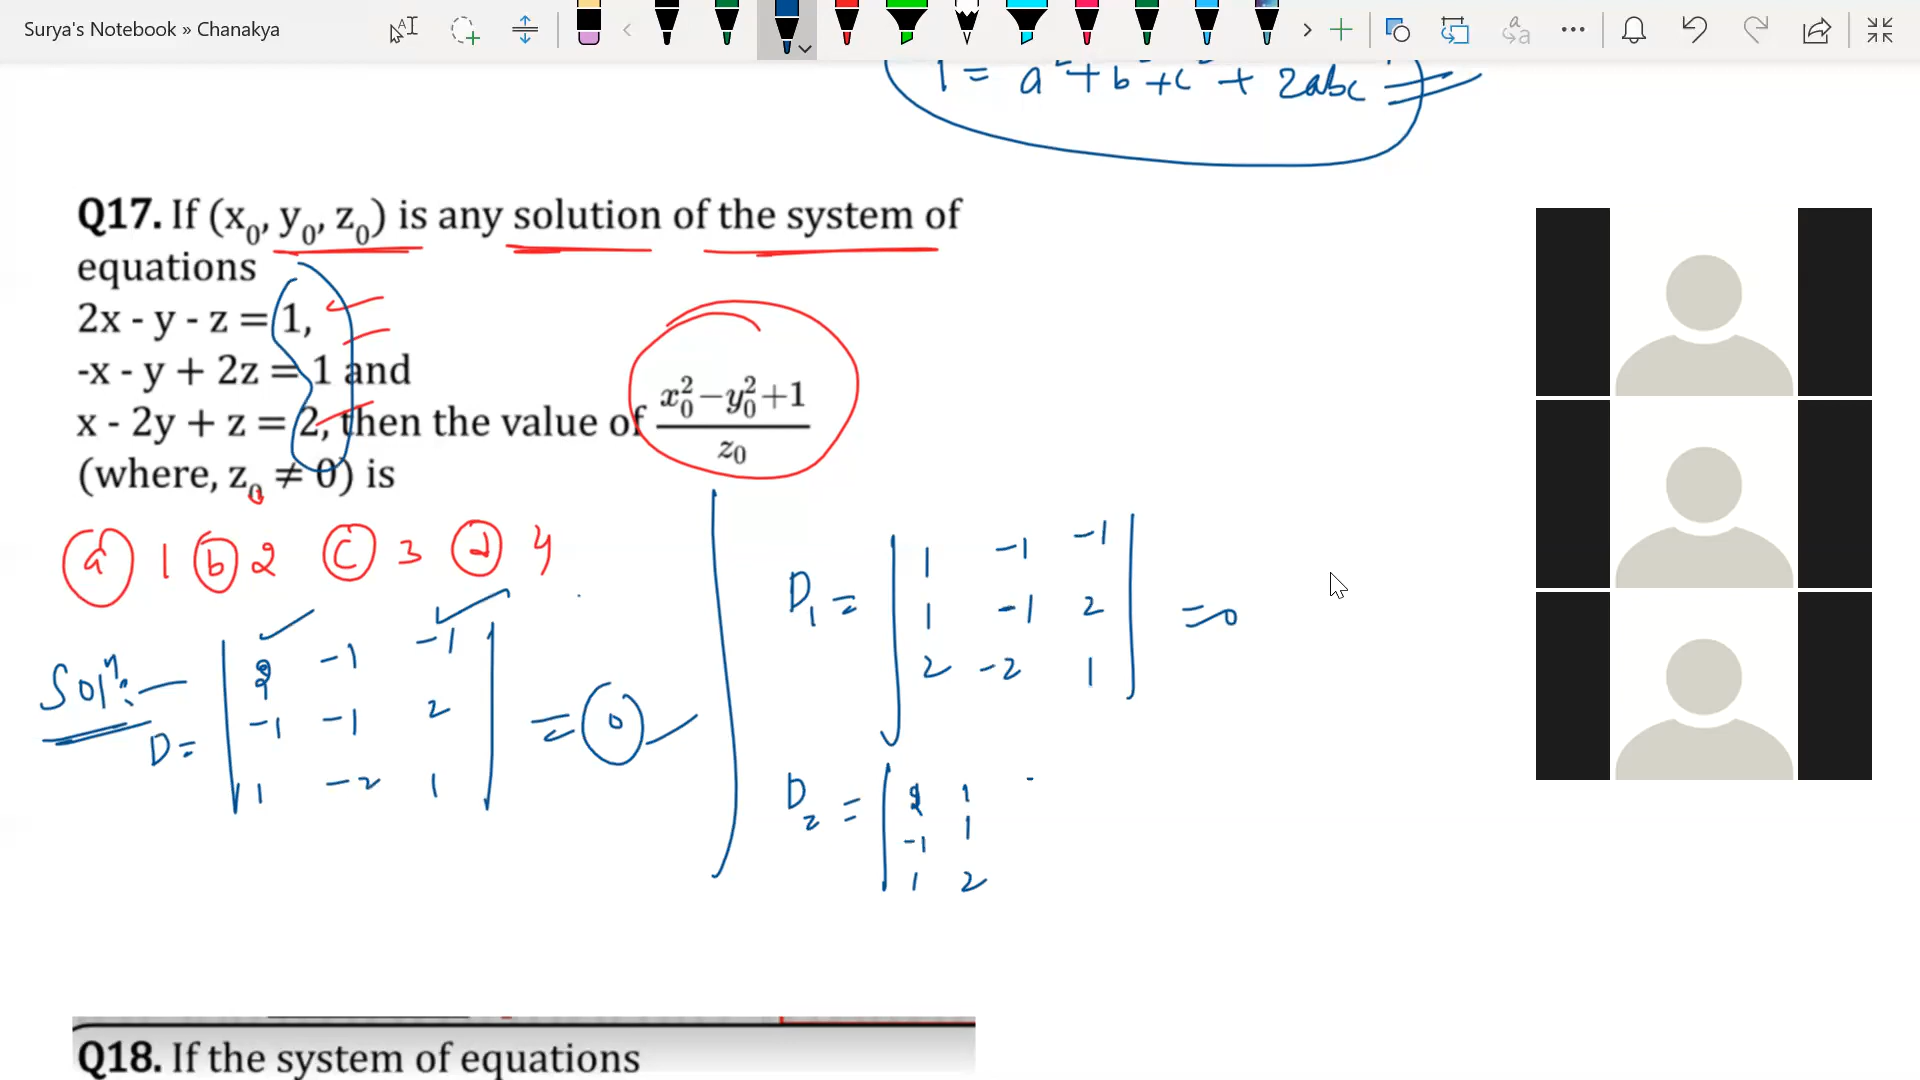 Surya's Notebook » Chanakya
1 = a² + b² + c² + 2abc
Q17. If (x₀, y₀, z₀) is any solution of the system of
equations
2x - y - z = 1,
-x - y + 2z = 1 and
x - 2y + z = 2, then the value of (x₀² − y₀² + 1)/z₀
(where, z₀ ≠ 0) is
(a) 1 (b) 2 (c) 3 (d) 4
Solⁿ:—
D =
2 -1 -1
-1 -1 2
1 -2 1
= 0
D₁ =
1 -1 -1
1 -1 2
2 -2 1
= 0
D₂ =
2 1
-1 1
1 2
Q18. If the system of equations